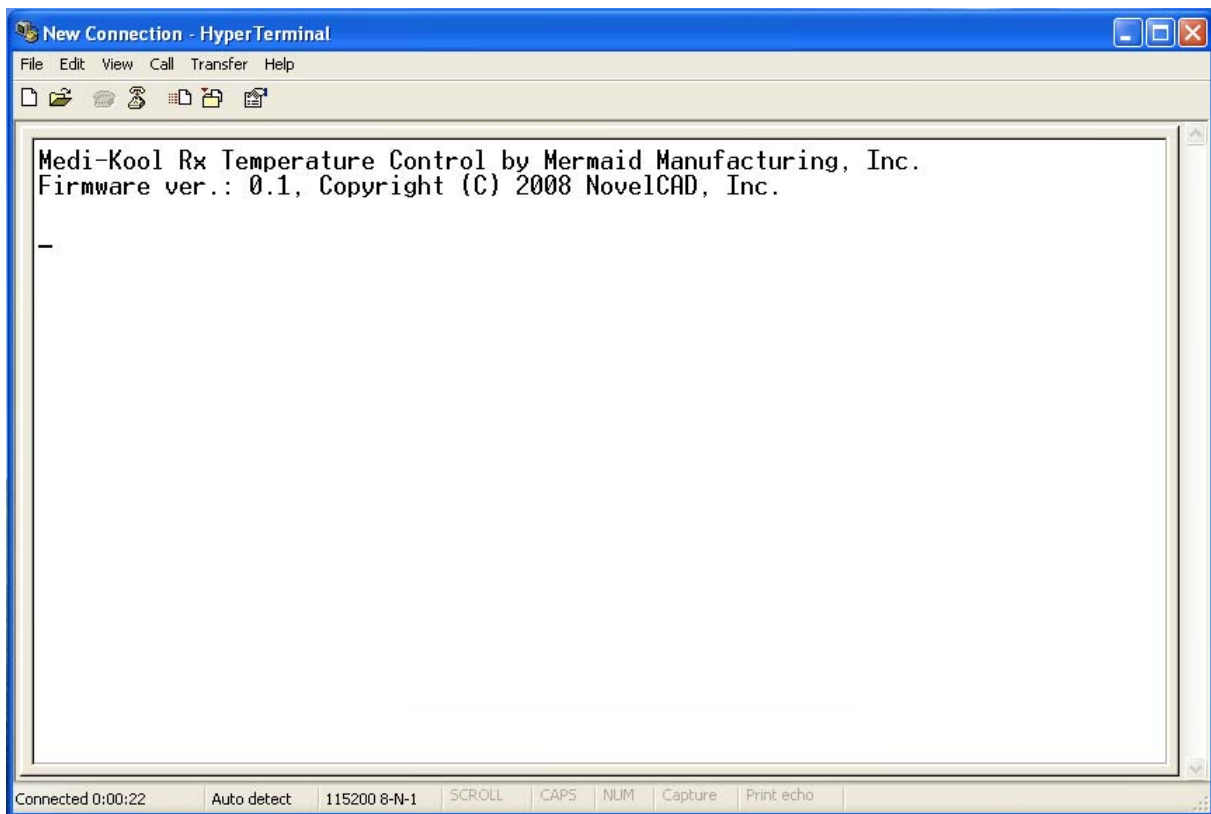 New Connection - HyperTerminal
File Edit View Call Transfer Help
Medi-Kool Rx Temperature Control by Mermaid Manufacturing, Inc.
Firmware ver.: 0.1, Copyright (C) 2008 NovelCAD, Inc.
Connected 0:00:22 Auto detect 115200 8-N-1 SCROLL CAPS NUM Capture Print echo